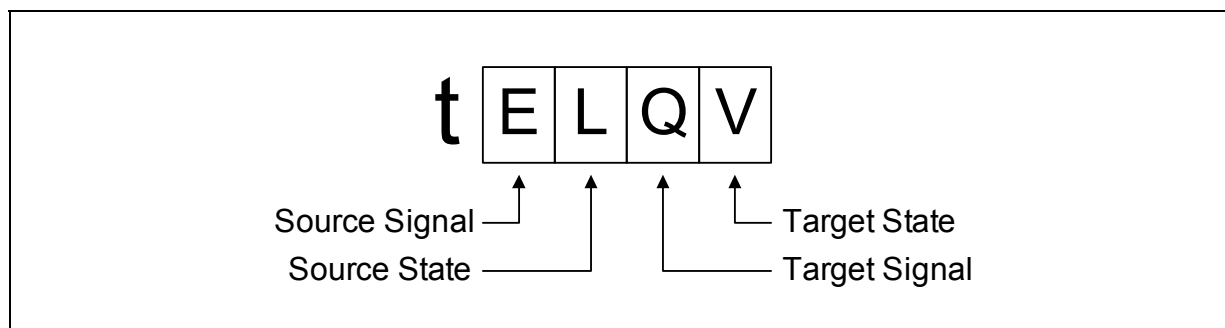 t E L Q V
Source Signal Target State
Source State Target Signal